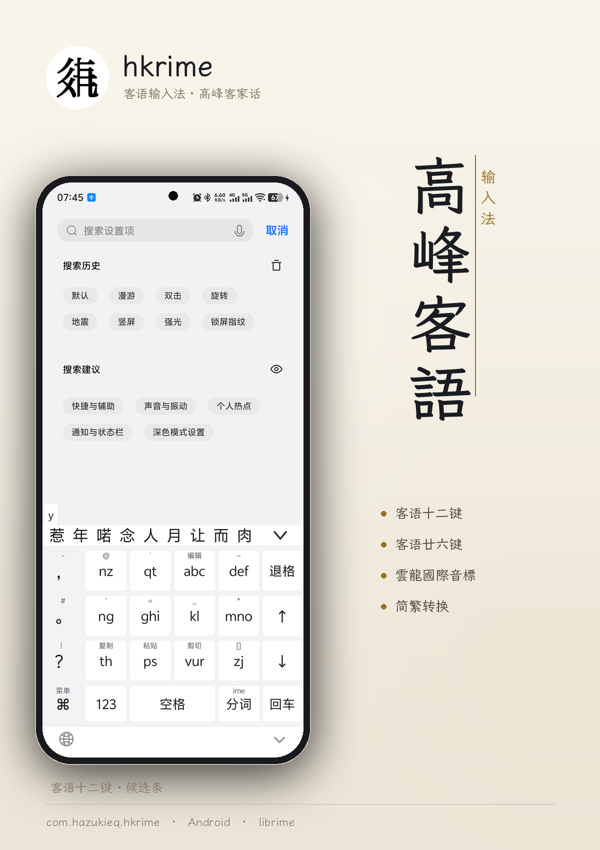 hkrime
客语输入法・高峰客家话
高峰客語
输入法
07:45
6.60 KB/s 4G 5G 67
搜索设置项 取消
搜索历史
默认 漫游 双击 旋转
地震 竖屏 强光 锁屏指纹
搜索建议
快捷与辅助 声音与振动 个人热点
通知与状态栏 深色模式设置
y
惹 年 喏 念 人 月 让 而 肉
- @ ` 编辑 ~
, nz qt abc def 退格
# ' = _ *
。 ng ghi kl mno ↑
! 复制 粘贴 剪切 []
? th ps vur zj ↓
菜单 ime
⌘ 123 空格 分词 回车
客语十二键
客语廿六键
雲龍國際音標
简繁转换
客语十二键・候选条
com.hazukieq.hkrime · Android · librime